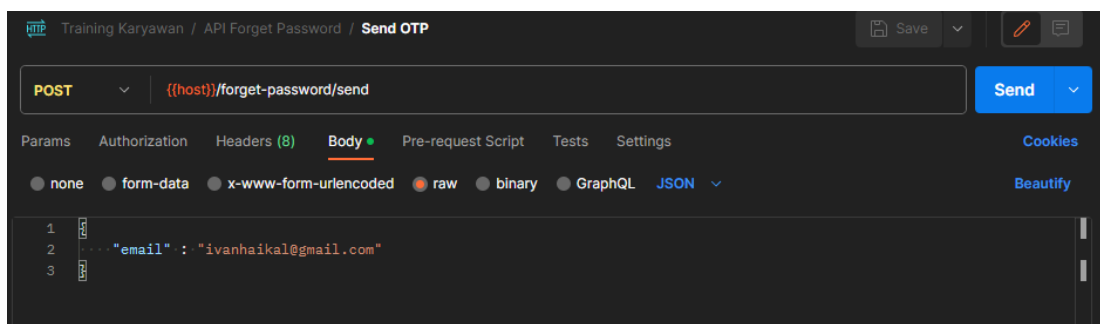 HTTP Training Karyawan / API Forget Password / Send OTP Save
POST {{host}}/forget-password/send Send
Params Authorization Headers (8) Body Pre-request Script Tests Settings Cookies
none form-data x-www-form-urlencoded raw binary GraphQL JSON Beautify
1 {
2 "email" : "ivanhaikal@gmail.com"
3 }